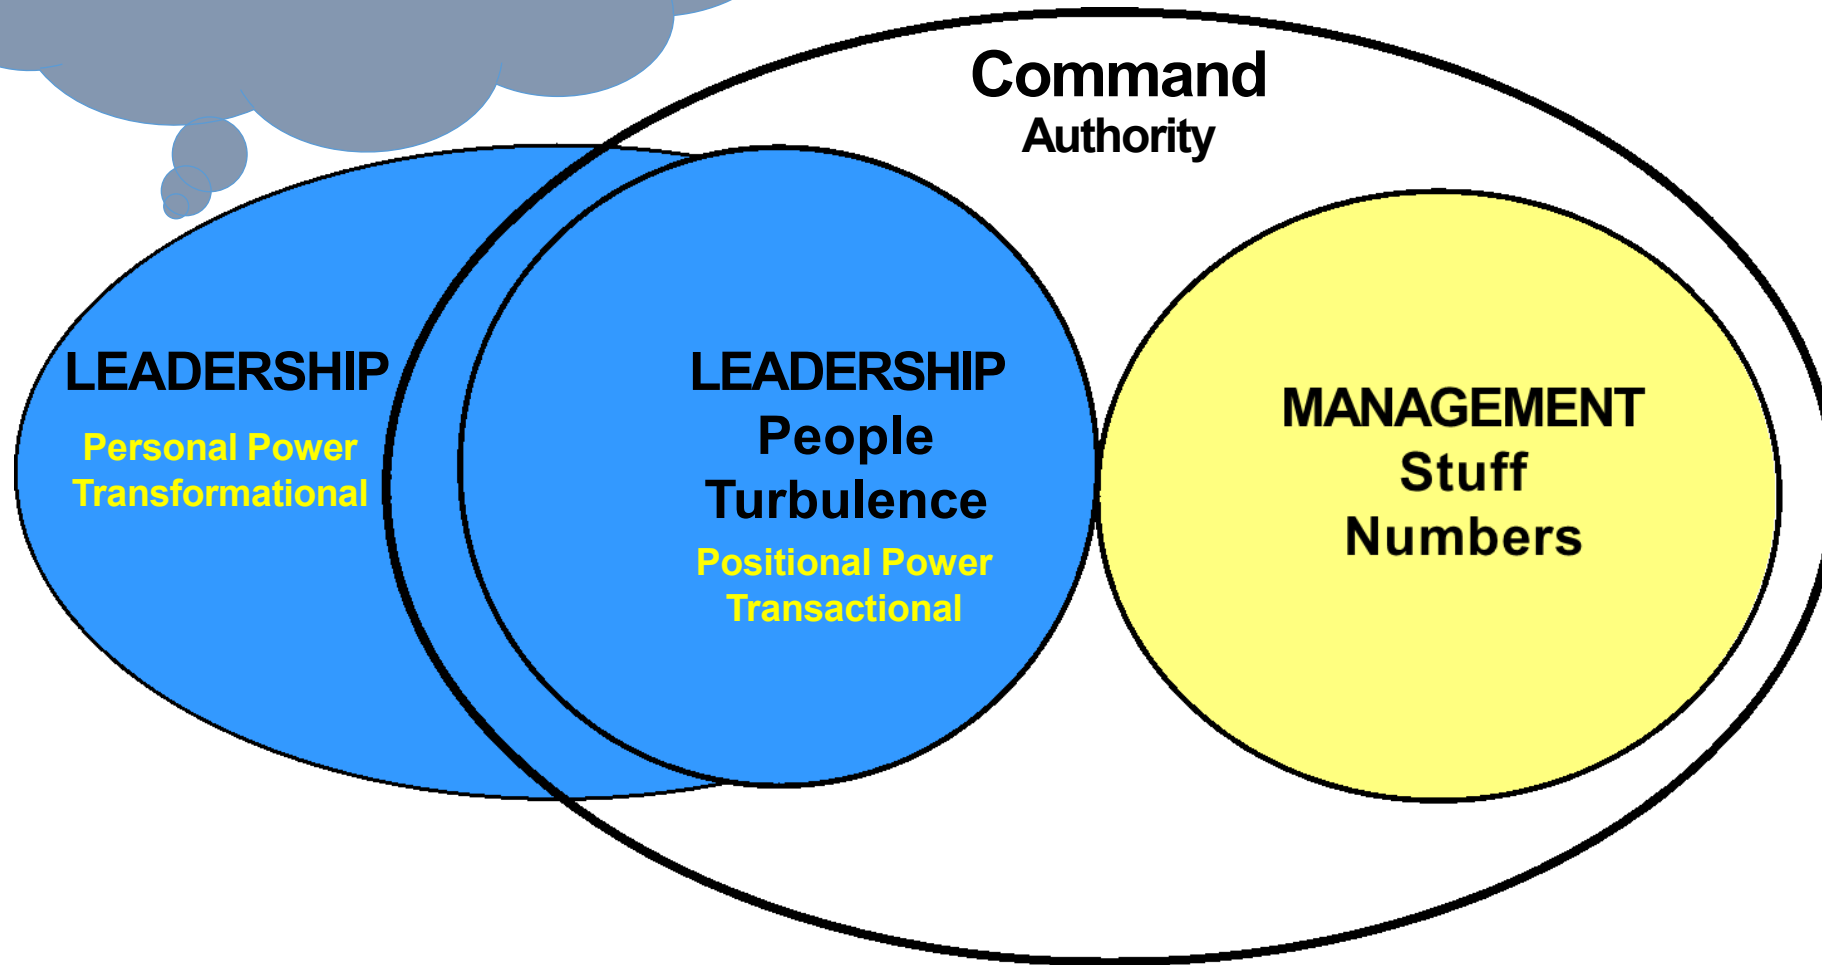 Command
Authority
LEADERSHIP
Personal Power
Transformational
LEADERSHIP
People
Turbulence
Positional Power
Transactional
MANAGEMENT
Stuff
Numbers